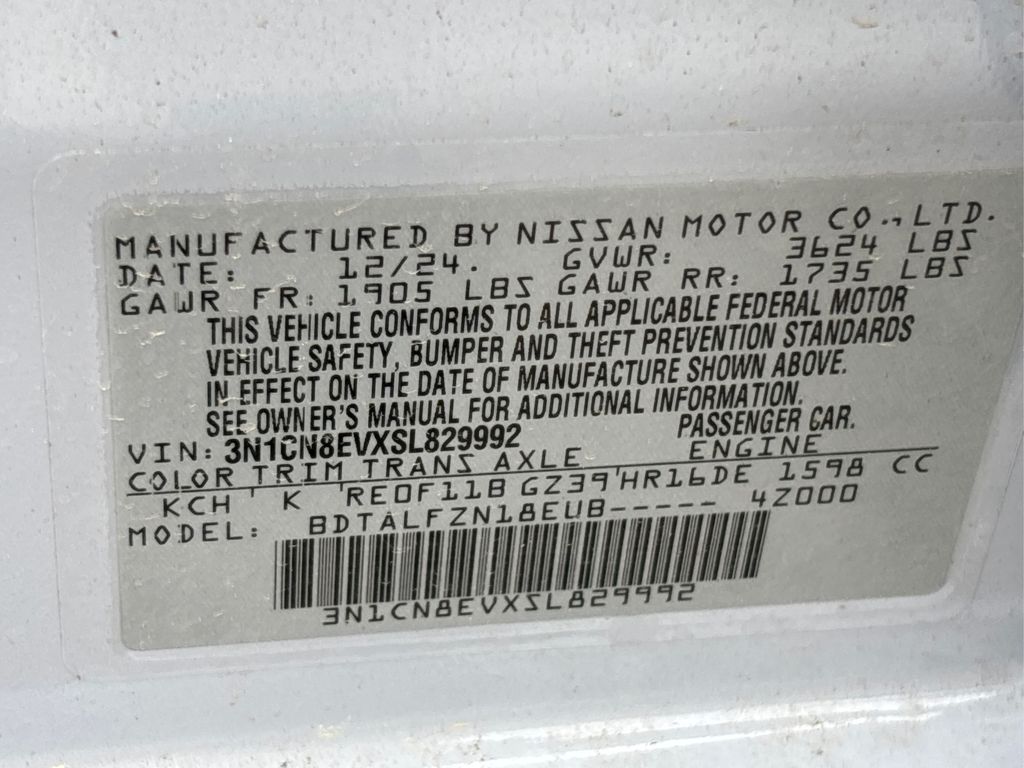 MANUFACTURED BY NISSAN MOTOR CO.,LTD.
DATE: 12/24. GVWR: 3624 LBS
GAWR FR: 1905 LBS GAWR RR: 1735 LBS
THIS VEHICLE CONFORMS TO ALL APPLICABLE FEDERAL MOTOR
VEHICLE SAFETY, BUMPER AND THEFT PREVENTION STANDARDS
IN EFFECT ON THE DATE OF MANUFACTURE SHOWN ABOVE.
SEE OWNER'S MANUAL FOR ADDITIONAL INFORMATION.
VIN: 3N1CN8EVXSL829992 PASSENGER CAR.
COLOR TRIM TRANS AXLE ENGINE
KCH ' K 'RE0F11B GZ39'HR16DE 1598 CC
MODEL: BDTALFZN18EUB----- 4Z000
3N1CN8EVXSL829992